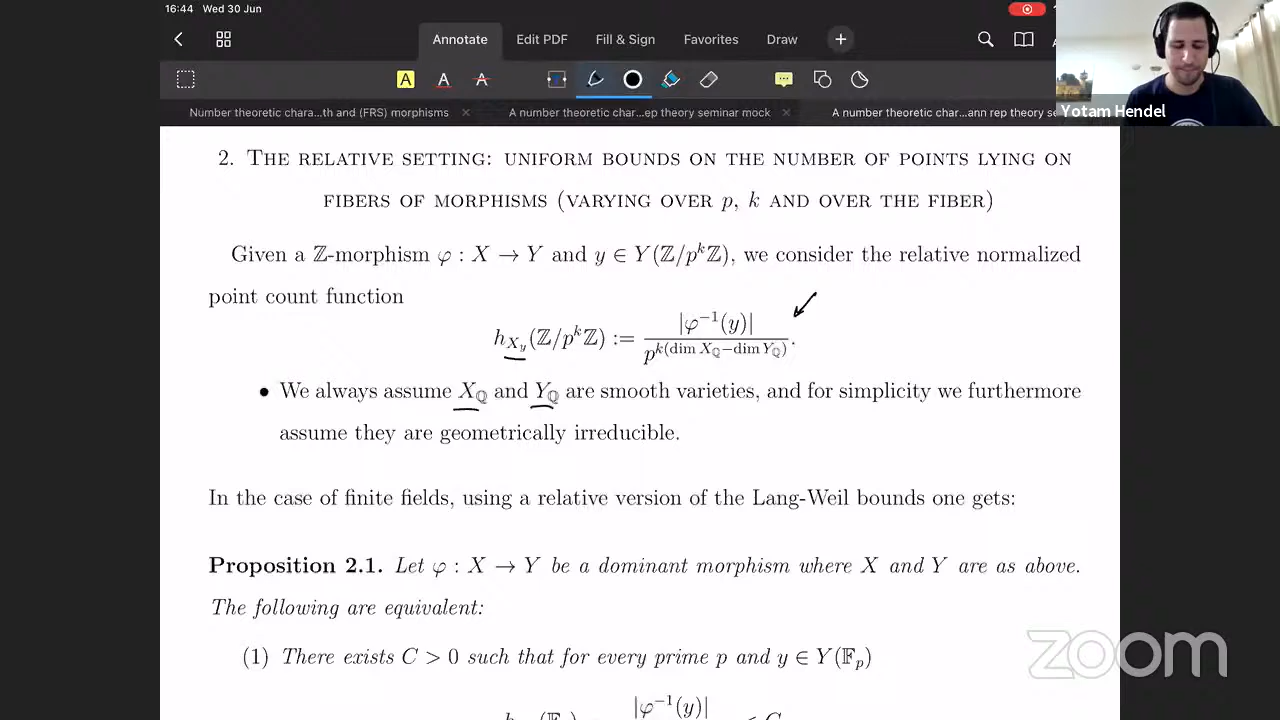 16:44 Wed 30 Jun
Annotate Edit PDF Fill & Sign Favorites Draw
A A A
Number theoretic chara...th and (FRS) morphisms × A number theoretic char...ep theory seminar mock × A number theoretic char...ann rep theory se
Yotam Hendel
2. THE RELATIVE SETTING: UNIFORM BOUNDS ON THE NUMBER OF POINTS LYING ON
FIBERS OF MORPHISMS (VARYING OVER p, k AND OVER THE FIBER)
Given a ℤ-morphism φ : X → Y and y ∈ Y(ℤ/p^kℤ), we consider the relative normalized
point count function
h_{X_y}(ℤ/p^kℤ) := |φ^{-1}(y)| / p^{k(dim X_ℚ − dim Y_ℚ)}.
• We always assume X_ℚ and Y_ℚ are smooth varieties, and for simplicity we furthermore
assume they are geometrically irreducible.
In the case of finite fields, using a relative version of the Lang-Weil bounds one gets:
Proposition 2.1. Let φ : X → Y be a dominant morphism where X and Y are as above.
The following are equivalent:
(1) There exists C > 0 such that for every prime p and y ∈ Y(𝔽_p)
|φ^{-1}(y)|
zoom